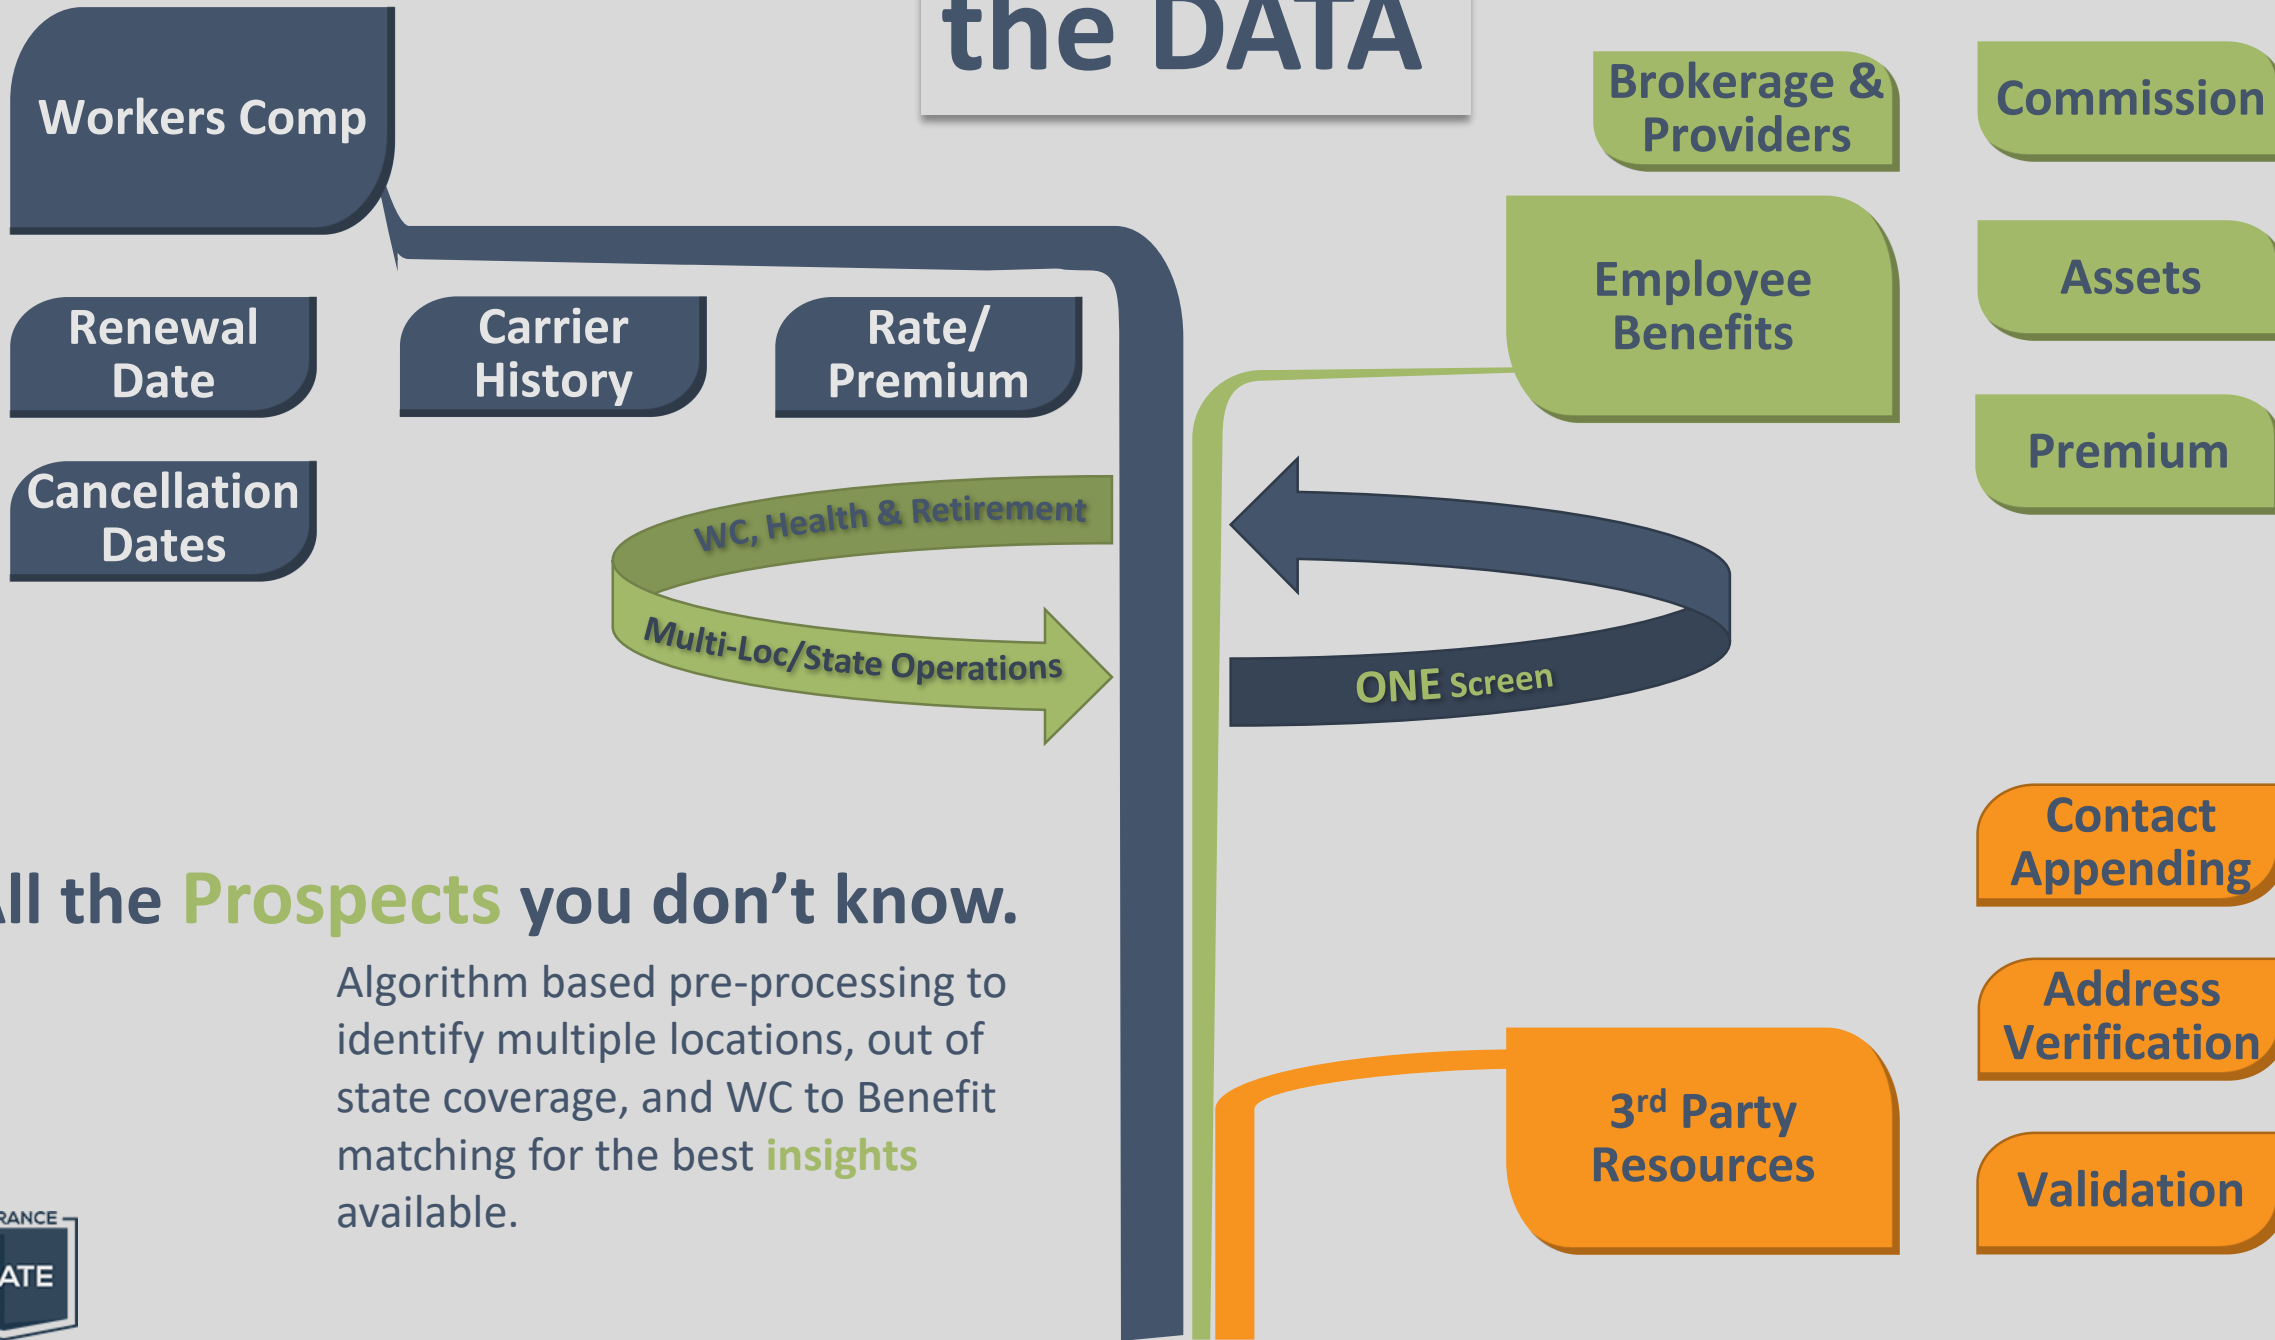 the DATA
Workers Comp
Renewal
Date
Carrier
History
Rate/
Premium
Cancellation
Dates
Brokerage &
Providers
Commission
Employee
Benefits
Assets
Premium
WC, Health & Retirement
Multi-Loc/State Operations
ONE Screen
All the Prospects you don’t know.
Algorithm based pre-processing to
identify multiple locations, out of
state coverage, and WC to Benefit
matching for the best insights
available.
Contact
Appending
Address
Verification
3rd Party
Resources
Validation
RANCE
ATE